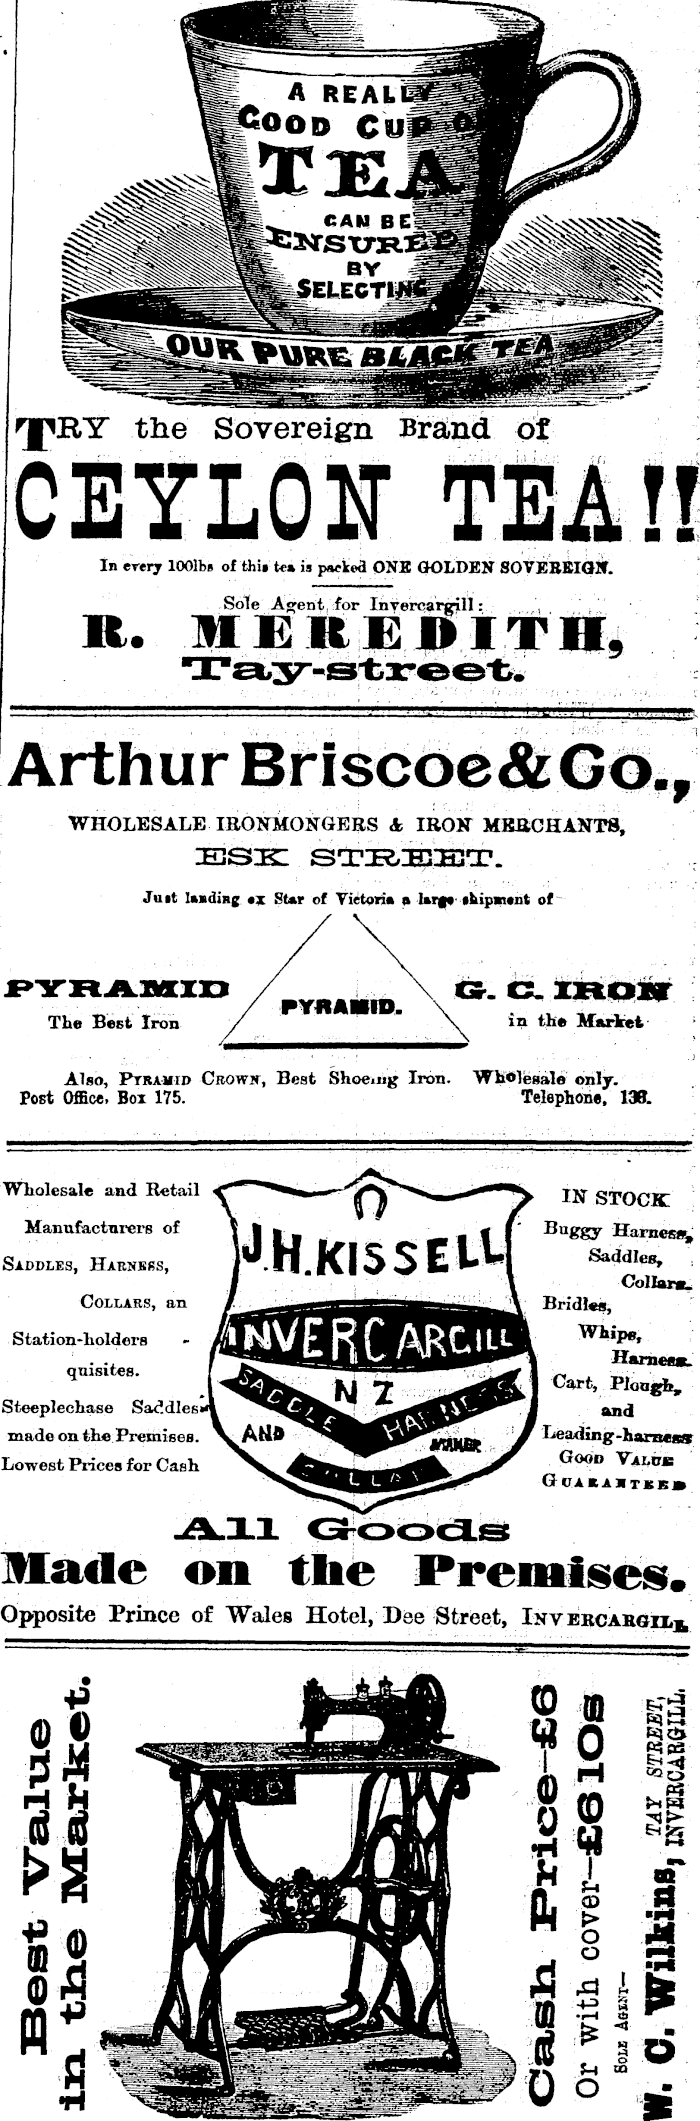 A REALLY
GOOD CUP O
TEA
CAN BE
ENSURED
BY
SELECTING
OUR PURE BLACK TEA
TRY the Sovereign Brand of
CEYLON TEA!!
In every 100lbs of this tea is packed ONE GOLDEN SOVEREIGN.
Sole Agent for Invercargill:
R. MEREDITH,
Tay-street.
Arthur Briscoe & Co.,
WHOLESALE IRONMONGERS & IRON MERCHANTS,
ESK STREET.
Just landing ex Star of Victoria a large shipment of
PYRAMID
The Best Iron
PYRAMID.
G. C. IRON
in the Market
Also, PYRAMID CROWN, Best Shoeing Iron. Wholesale only.
Post Office, Box 175. Telephone, 136.
Wholesale and Retail
Manufacturers of
SADDLES, HARNESS,
COLLARS, an
Station-holders -
quisites.
Steeplechase Saddles
made on the Premises.
Lowest Prices for Cash
J.H. KISSELL
INVERCARGILL
N Z
SADDLE HARNESS
AND MAKER
COLLAR
IN STOCK
Buggy Harness,
Saddles,
Collars.
Bridles,
Whips,
Harness.
Cart, Plough,
and
Leading-harness
GOOD VALUE
GUARANTEED
All Goods
Made on the Premises.
Opposite Prince of Wales Hotel, Dee Street, INVERCARGILL
Best Value
in the Market.
Cash Price—£6
Or with cover—£6 10s
SOLE AGENT—
W. C. Wilkins, TAY STREET,
INVERCARGILL.